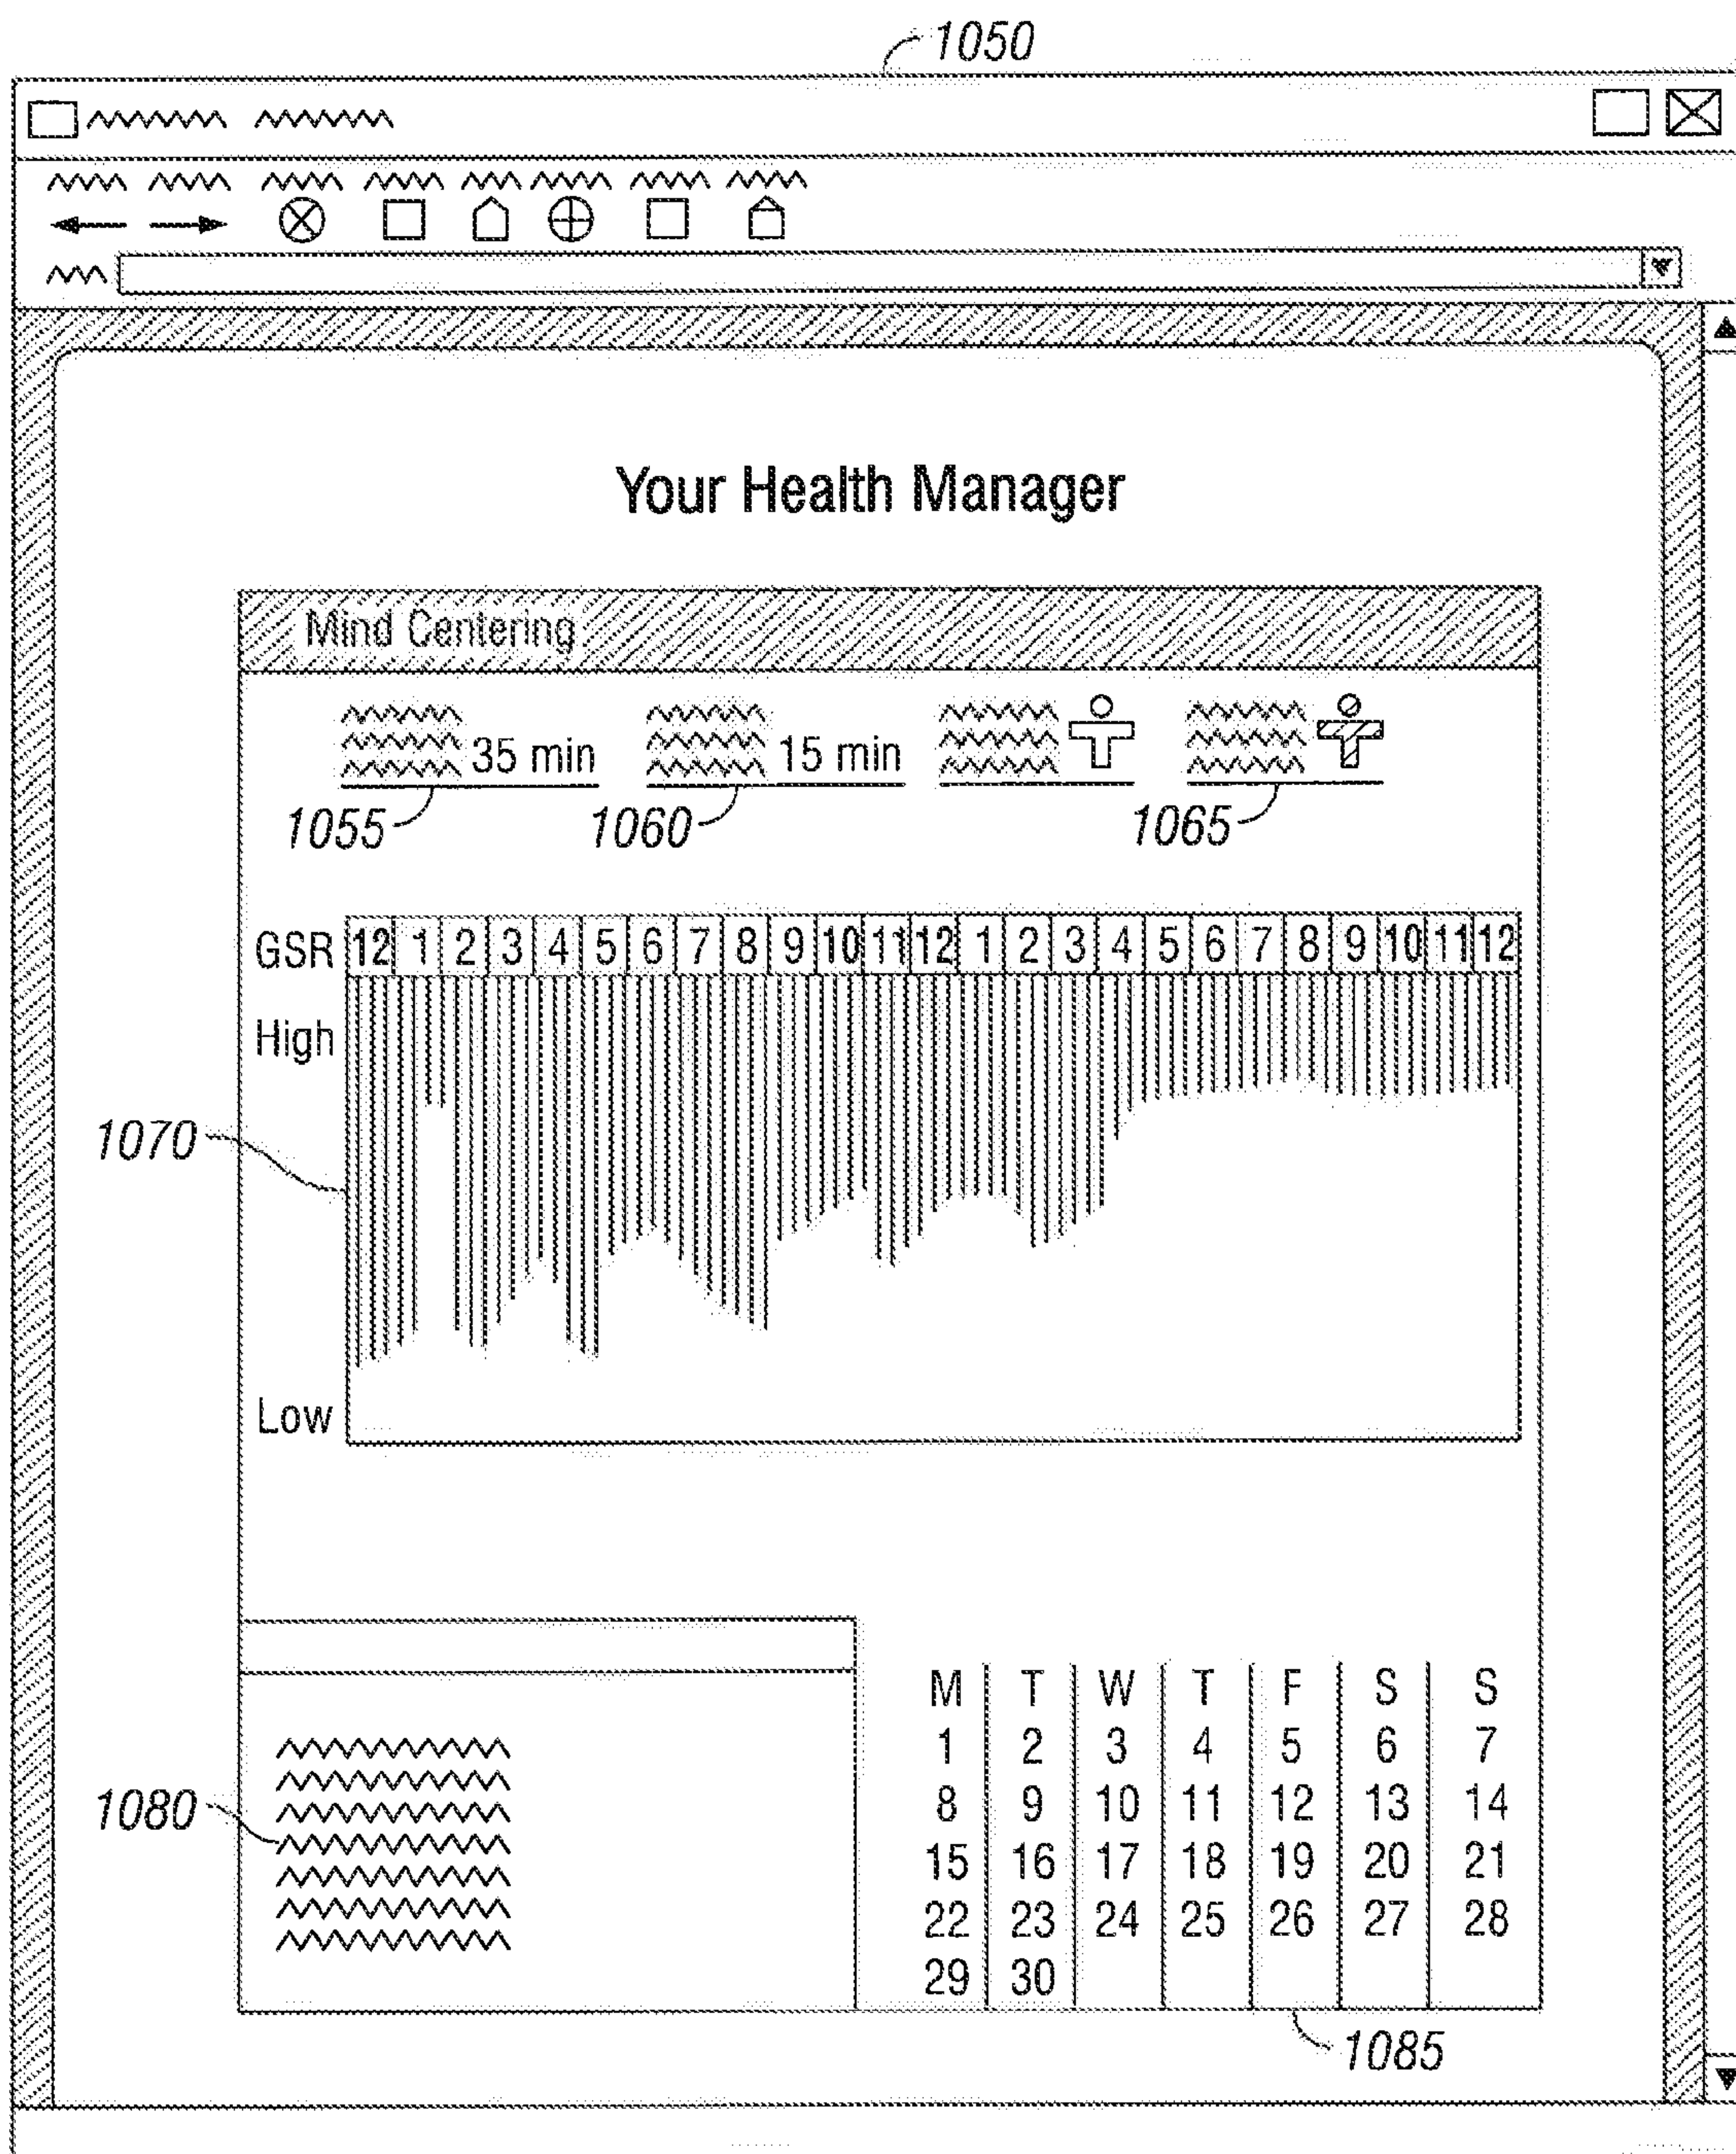 1050
Your Health Manager
Mind Centering
35 min 15 min
1055 1060 1065
GSR 12 1 2 3 4 5 6 7 8 9 10 11 12 1 2 3 4 5 6 7 8 9 10 11 12
High
1070
Low
M T W T F S S
1 2 3 4 5 6 7
1080 8 9 10 11 12 13 14
15 16 17 18 19 20 21
22 23 24 25 26 27 28
29 30
1085